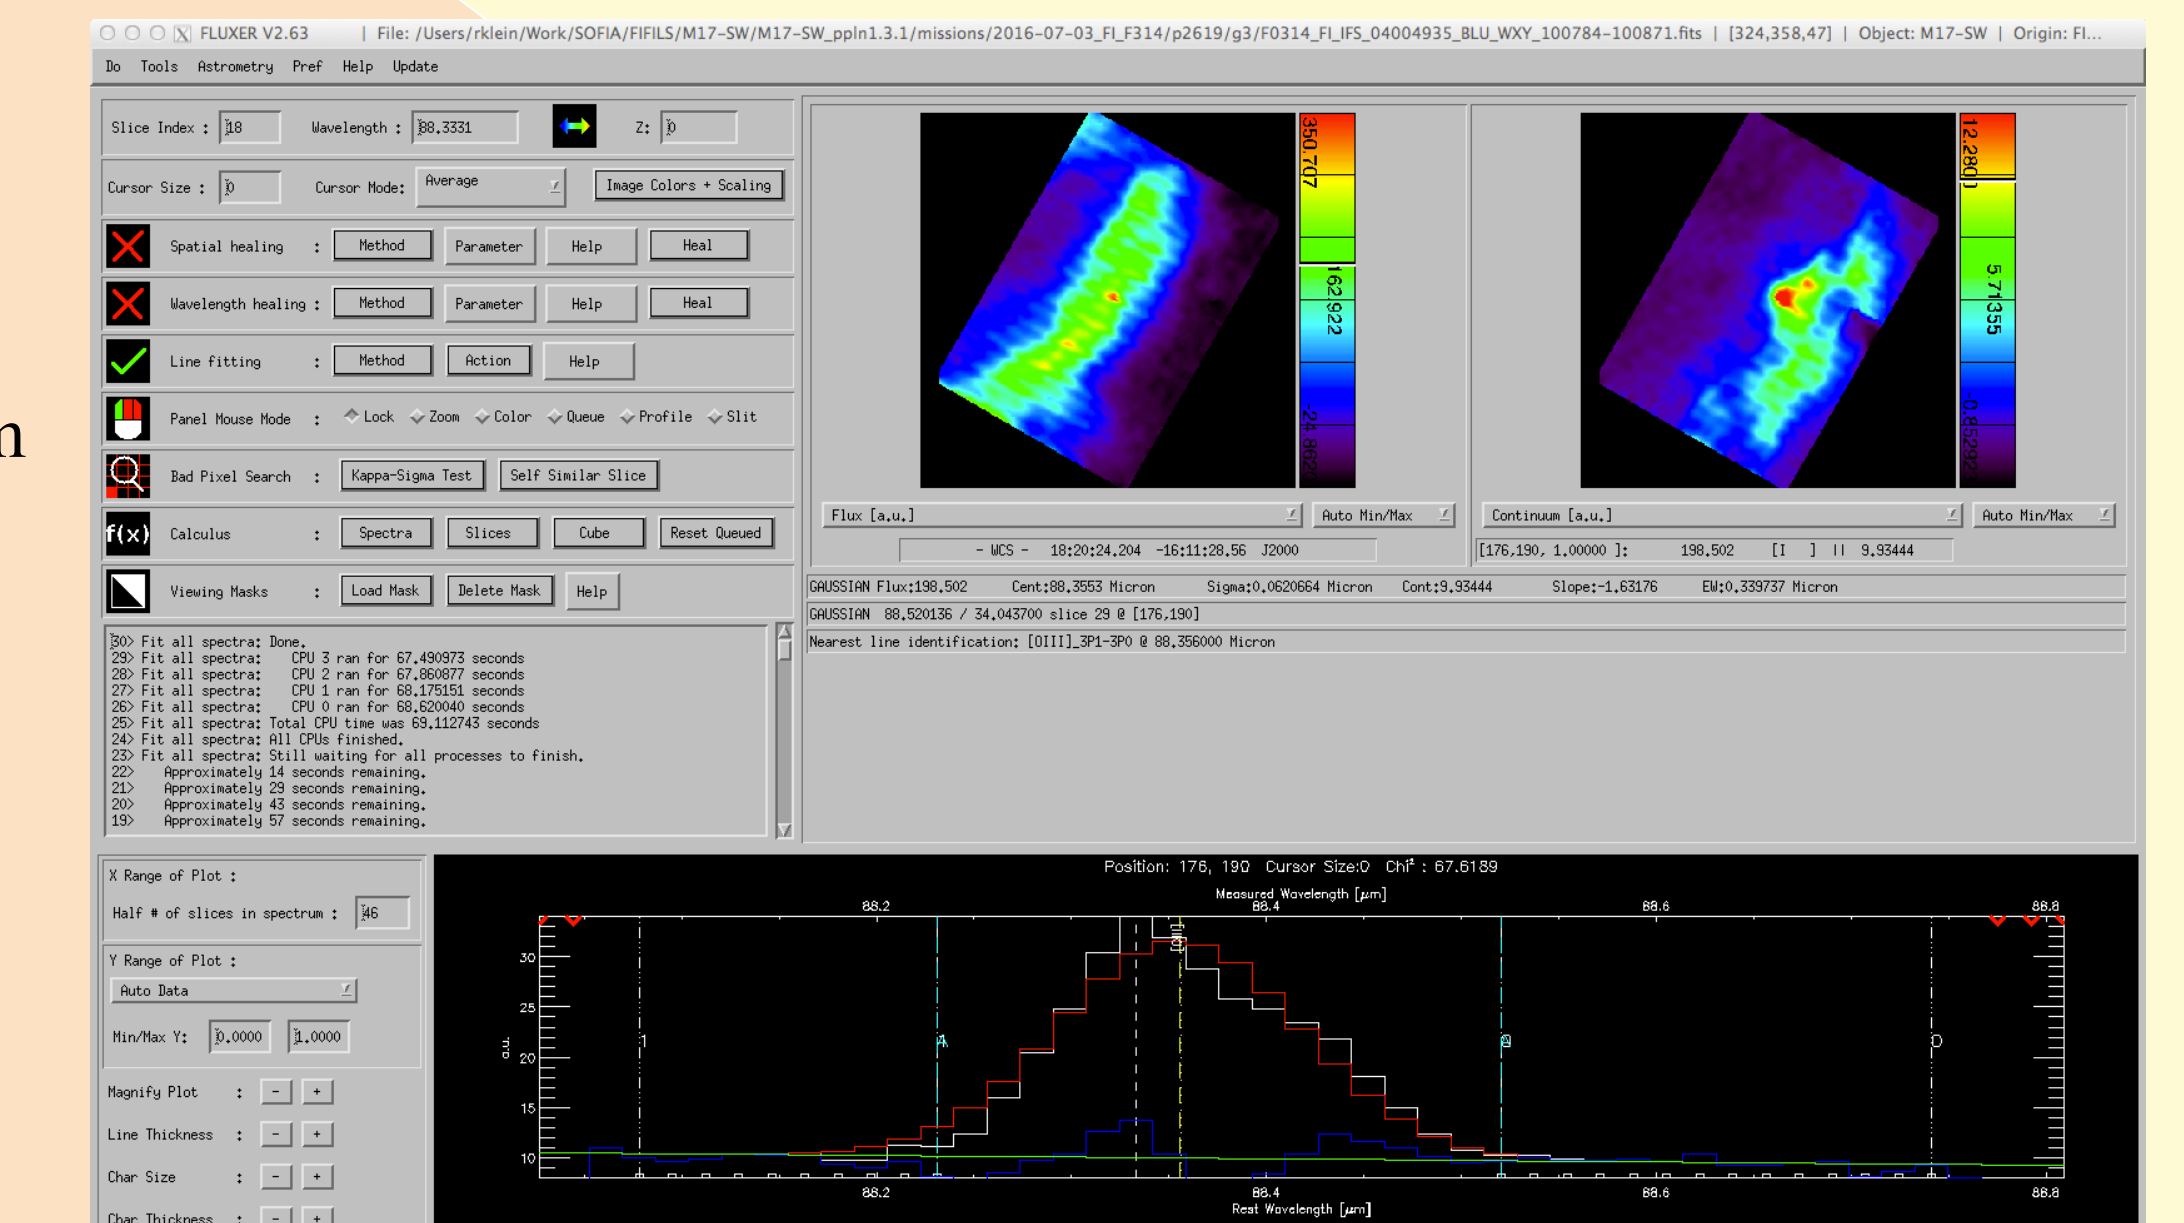 FLUXER V2.63 | File: /Users/rklein/Work/SOFIA/FIFILS/M17-SW/M17-SW_ppln1.3.1/missions/2016-07-03_FI_F314/p2619/g3/F0314_FI_IFS_04004935_BLU_WXY_100784-100871.fits | [324,358,47] | Object: M17-SW | Origin: FI...
Do Tools Astrometry Pref Help Update
Slice Index : 18 Wavelength : 88.3331 Z: 0
Cursor Size : 0 Cursor Mode: Average Image Colors + Scaling
Spatial healing : Method Parameter Help Heal
Wavelength healing : Method Parameter Help Heal
Line fitting : Method Action Help
Panel Mouse Mode : Lock Zoom Color Queue Profile Slit
Bad Pixel Search : Kappa-Sigma Test Self Similar Slice
f(x) Calculus : Spectra Slices Cube Reset Queued
Viewing Masks : Load Mask Delete Mask Help
30> Fit all spectra: Done.
29> Fit all spectra: CPU 3 ran for 67.490973 seconds
28> Fit all spectra: CPU 2 ran for 67.860877 seconds
27> Fit all spectra: CPU 1 ran for 68.175151 seconds
26> Fit all spectra: CPU 0 ran for 68.620040 seconds
25> Fit all spectra: Total CPU time was 69.112743 seconds
24> Fit all spectra: All CPUs finished.
23> Fit all spectra: Still waiting for all processes to finish.
22> Approximately 14 seconds remaining.
21> Approximately 29 seconds remaining.
20> Approximately 43 seconds remaining.
19> Approximately 57 seconds remaining.
350.707
162.922
12.280
5.71355
Flux [a.u.] Auto Min/Max
Continuum [a.u.] Auto Min/Max
- WCS - 18:20:24.204 -16:11:28.56 J2000
[176,190, 1.00000 ]: 198.502 [I ] || 9.93444
GAUSSIAN Flux:198.502 Cent:88.3553 Micron Sigma:0.0620664 Micron Cont:9.93444 Slope:-1.63176 EW:0.339737 Micron
GAUSSIAN 88.520136 / 34.043700 slice 29 @ [176,190]
Nearest line identification: [OIII]_3P1-3P0 @ 88.356000 Micron
X Range of Plot :
Half # of slices in spectrum : 46
Y Range of Plot :
Auto Data
Min/Max Y: 0.0000 1.0000
Magnify Plot : - +
Line Thickness : - +
Char Size : - +
Char Thickness : - +
Position: 176, 190 Cursor Size:0 Chi² : 67.6189
Measured Wavelength [μm]
88.2 88.4 88.6 88.8
30
25
20
15
10
a.u.
1 A 0
88.2 88.4 88.6 88.8
Rest Wavelength [μm]
n